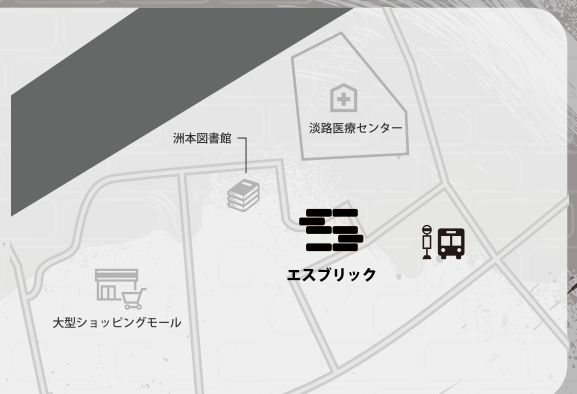 淡路医療センター
洲本図書館
エスブリック
大型ショッピングモール